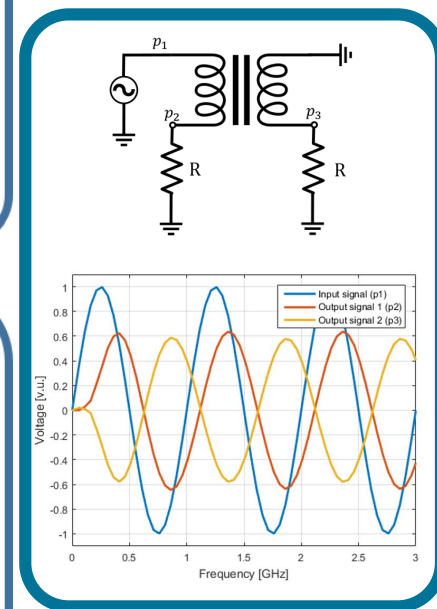 p₁
p₂
p₃
R
R
Input signal (p1)
Output signal 1 (p2)
Output signal 2 (p3)
1
0.8
0.6
0.4
0.2
0
-0.2
-0.4
-0.6
-0.8
-1
Voltage [v.u.]
0 0.5 1 1.5 2 2.5 3
Frequency [GHz]